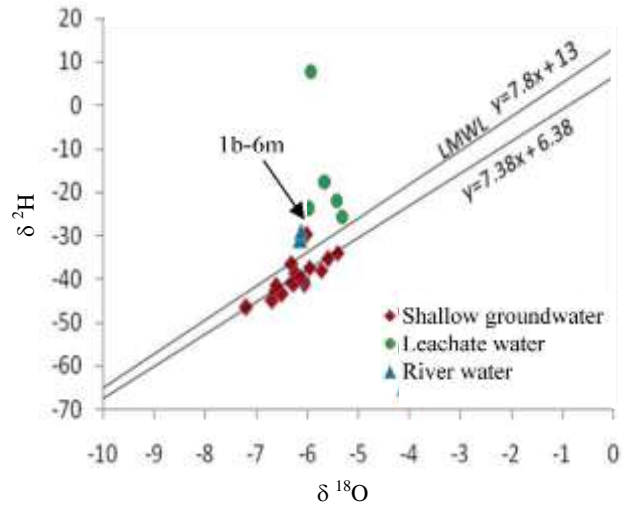 20
10
0
-10
-20
-30
-40
-50
-60
-70
δ ²H
1b-6m
LMWL y=7.8x+13
y=7.38x+6.38
Shallow groundwater
Leachate water
River water
-10 -9 -8 -7 -6 -5 -4 -3 -2 -1 0
δ ¹⁸O